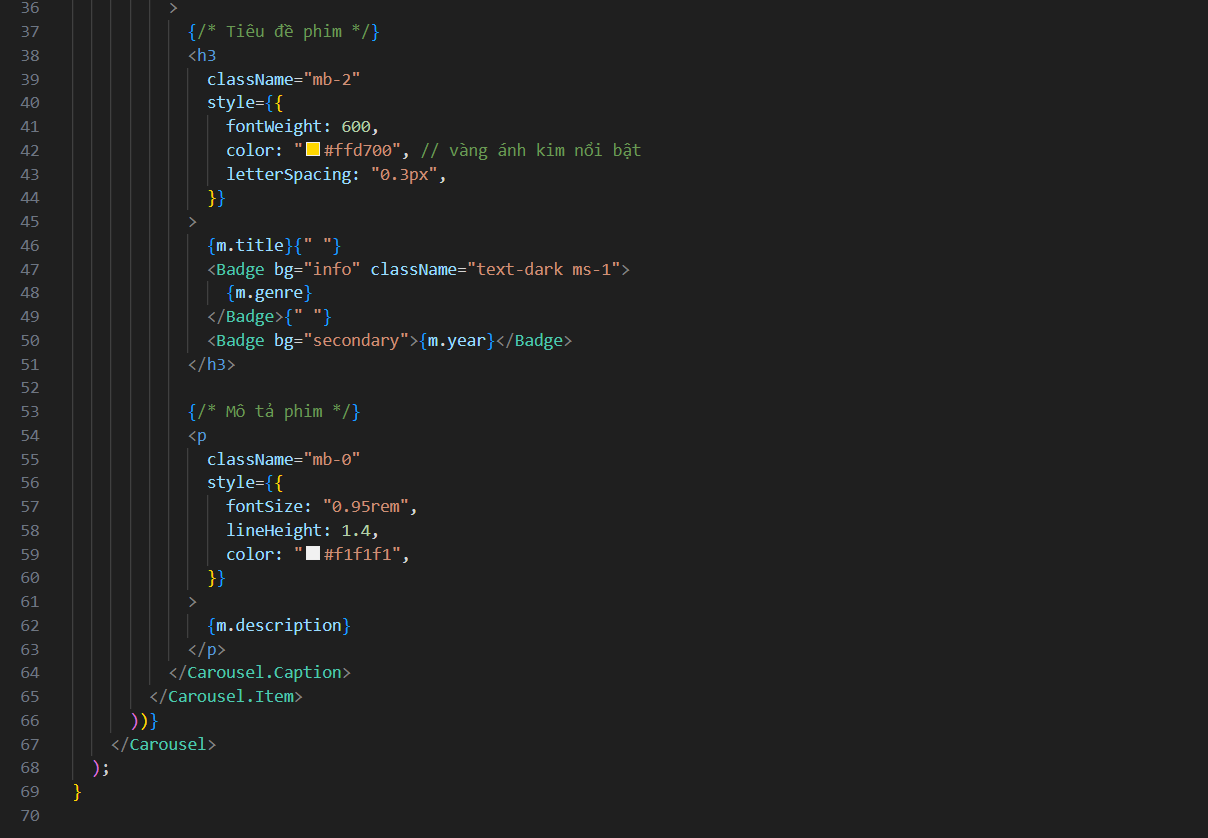 36 >
37 {/* Tiêu đề phim */}
38 <h3
39 className="mb-2"
40 style={{
41 fontWeight: 600,
42 color: "#ffd700", // vàng ánh kim nổi bật
43 letterSpacing: "0.3px",
44 }}
45 >
46 {m.title}{" "}
47 <Badge bg="info" className="text-dark ms-1">
48 {m.genre}
49 </Badge>{" "}
50 <Badge bg="secondary">{m.year}</Badge>
51 </h3>
52
53 {/* Mô tả phim */}
54 <p
55 className="mb-0"
56 style={{
57 fontSize: "0.95rem",
58 lineHeight: 1.4,
59 color: "#f1f1f1",
60 }}
61 >
62 {m.description}
63 </p>
64 </Carousel.Caption>
65 </Carousel.Item>
66 ))}
67 </Carousel>
68 );
69 }
70